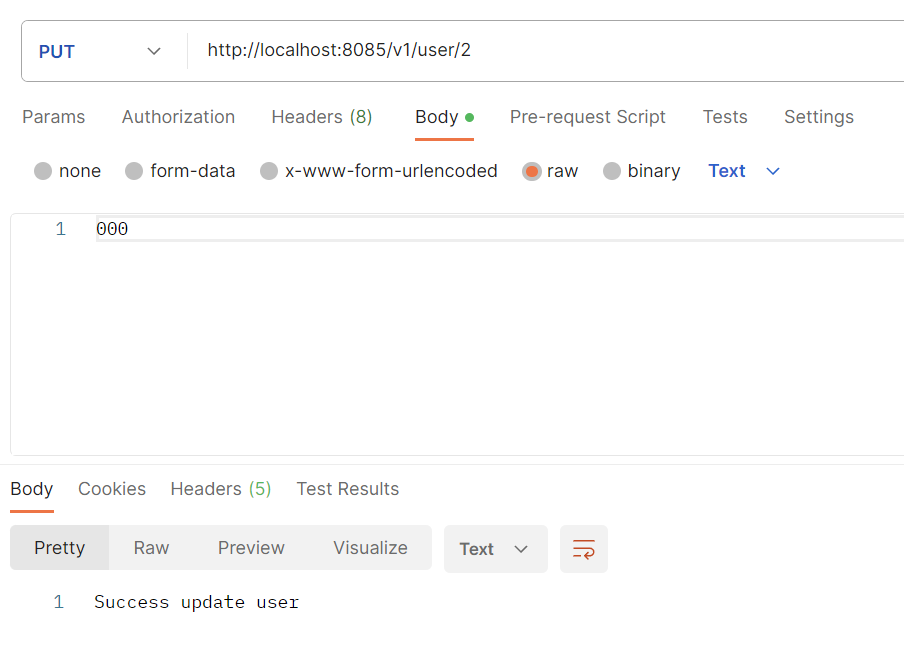 PUT http://localhost:8085/v1/user/2
Params Authorization Headers (8) Body Pre-request Script Tests Settings
none form-data x-www-form-urlencoded raw binary Text
1 000
Body Cookies Headers (5) Test Results
Pretty Raw Preview Visualize Text
1 Success update user